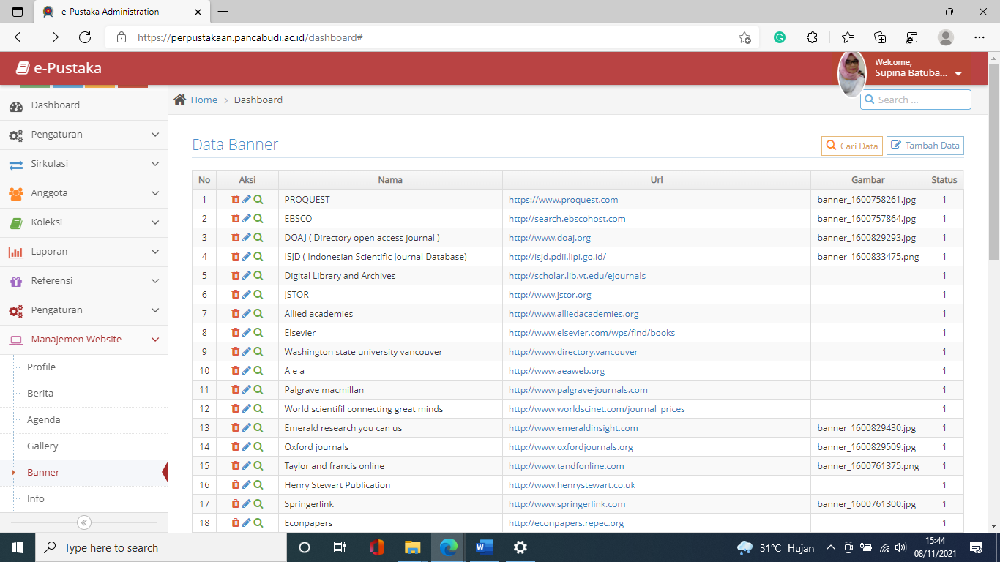 e-Pustaka Administration
https://perpustakaan.pancabudi.ac.id/dashboard#
e-Pustaka
Welcome,
Supina Batuba...
Dashboard
Pengaturan
Sirkulasi
Anggota
Koleksi
Laporan
Referensi
Pengaturan
Manajemen Website
Profile
Berita
Agenda
Gallery
Banner
Info
Home > Dashboard
Search ...
Data Banner
Cari Data
Tambah Data
No Aksi Nama Url Gambar Status
1 PROQUEST https://www.proquest.com banner_1600758261.jpg 1
2 EBSCO http://search.ebscohost.com banner_1600757864.jpg 1
3 DOAJ ( Directory open access journal ) http://www.doaj.org banner_1600829293.jpg 1
4 ISJD ( Indonesian Scientific Journal Database) http://isjd.pdii.lipi.go.id/ banner_1600833475.png 1
5 Digital Library and Archives http://scholar.lib.vt.edu/ejournals 1
6 JSTOR http://www.jstor.org 1
7 Allied academies http://www.alliedacademies.org 1
8 Elsevier http://www.elsevier.com/wps/find/books 1
9 Washington state university vancouver http://www.directory.vancouver 1
10 A e a http://www.aeaweb.org 1
11 Palgrave macmillan http://www.palgrave-journals.com 1
12 World scientifil connecting great minds http://www.worldscinet.com/journal_prices 1
13 Emerald research you can us http://www.emeraldinsight.com banner_1600829430.jpg 1
14 Oxford journals http://www.oxfordjournals.org banner_1600829509.jpg 1
15 Taylor and francis online http://www.tandfonline.com banner_1600761375.png 1
16 Henry Stewart Publication http://www.henrystewart.co.uk 1
17 Springerlink http://www.springerlink.com banner_1600761300.jpg 1
18 Econpapers http://econpapers.repec.org 1
Type here to search
31°C Hujan
15:44
08/11/2021